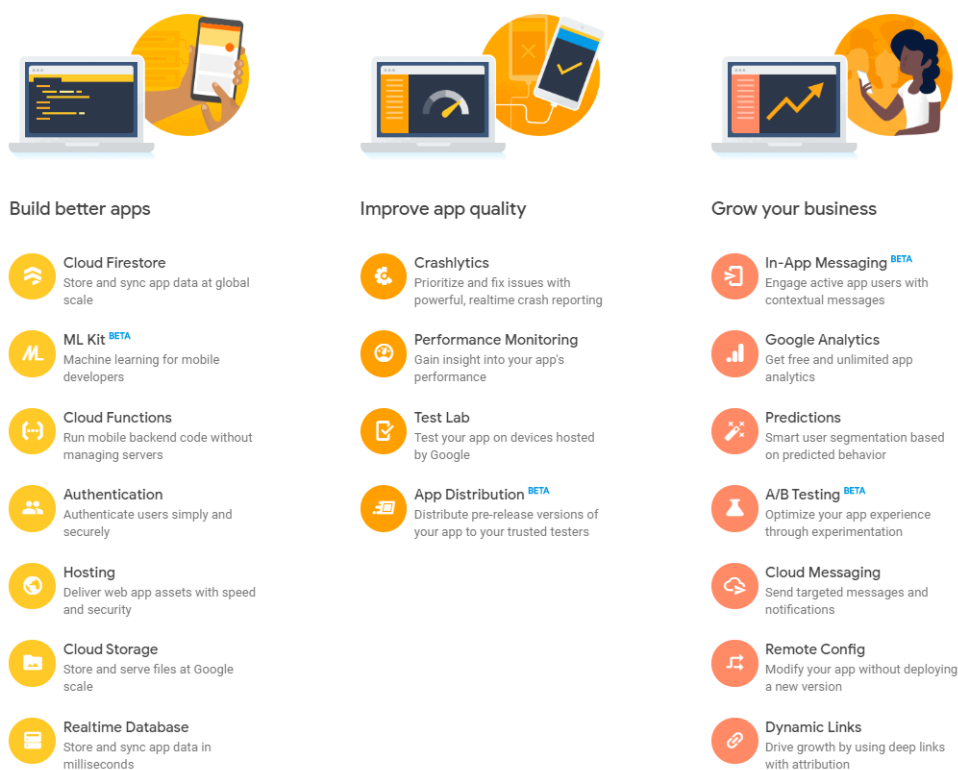 Build better apps
Cloud Firestore
Store and sync app data at global
scale
ML Kit BETA
Machine learning for mobile
developers
Cloud Functions
Run mobile backend code without
managing servers
Authentication
Authenticate users simply and
securely
Hosting
Deliver web app assets with speed
and security
Cloud Storage
Store and serve files at Google
scale
Realtime Database
Store and sync app data in
milliseconds
Improve app quality
Crashlytics
Prioritize and fix issues with
powerful, realtime crash reporting
Performance Monitoring
Gain insight into your app's
performance
Test Lab
Test your app on devices hosted
by Google
App Distribution BETA
Distribute pre-release versions of
your app to your trusted testers
Grow your business
In-App Messaging BETA
Engage active app users with
contextual messages
Google Analytics
Get free and unlimited app
analytics
Predictions
Smart user segmentation based
on predicted behavior
A/B Testing BETA
Optimize your app experience
through experimentation
Cloud Messaging
Send targeted messages and
notifications
Remote Config
Modify your app without deploying
a new version
Dynamic Links
Drive growth by using deep links
with attribution